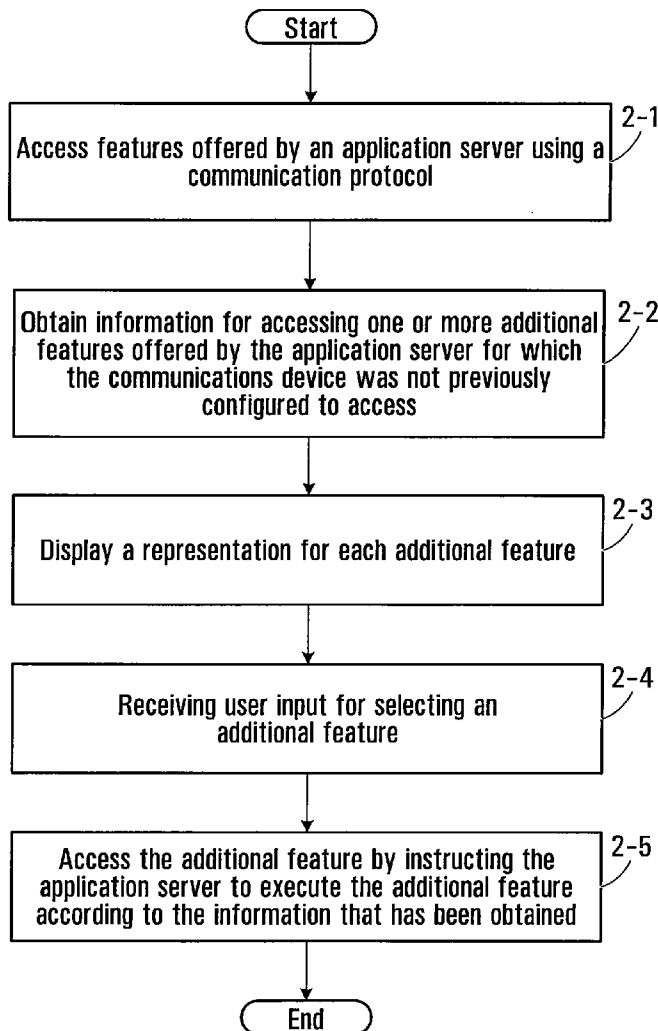 Start
2-1
Access features offered by an application server using a
communication protocol
2-2
Obtain information for accessing one or more additional
features offered by the application server for which
the communications device was not previously
configured to access
2-3
Display a representation for each additional feature
2-4
Receiving user input for selecting an
additional feature
2-5
Access the additional feature by instructing the
application server to execute the additional feature
according to the information that has been obtained
End